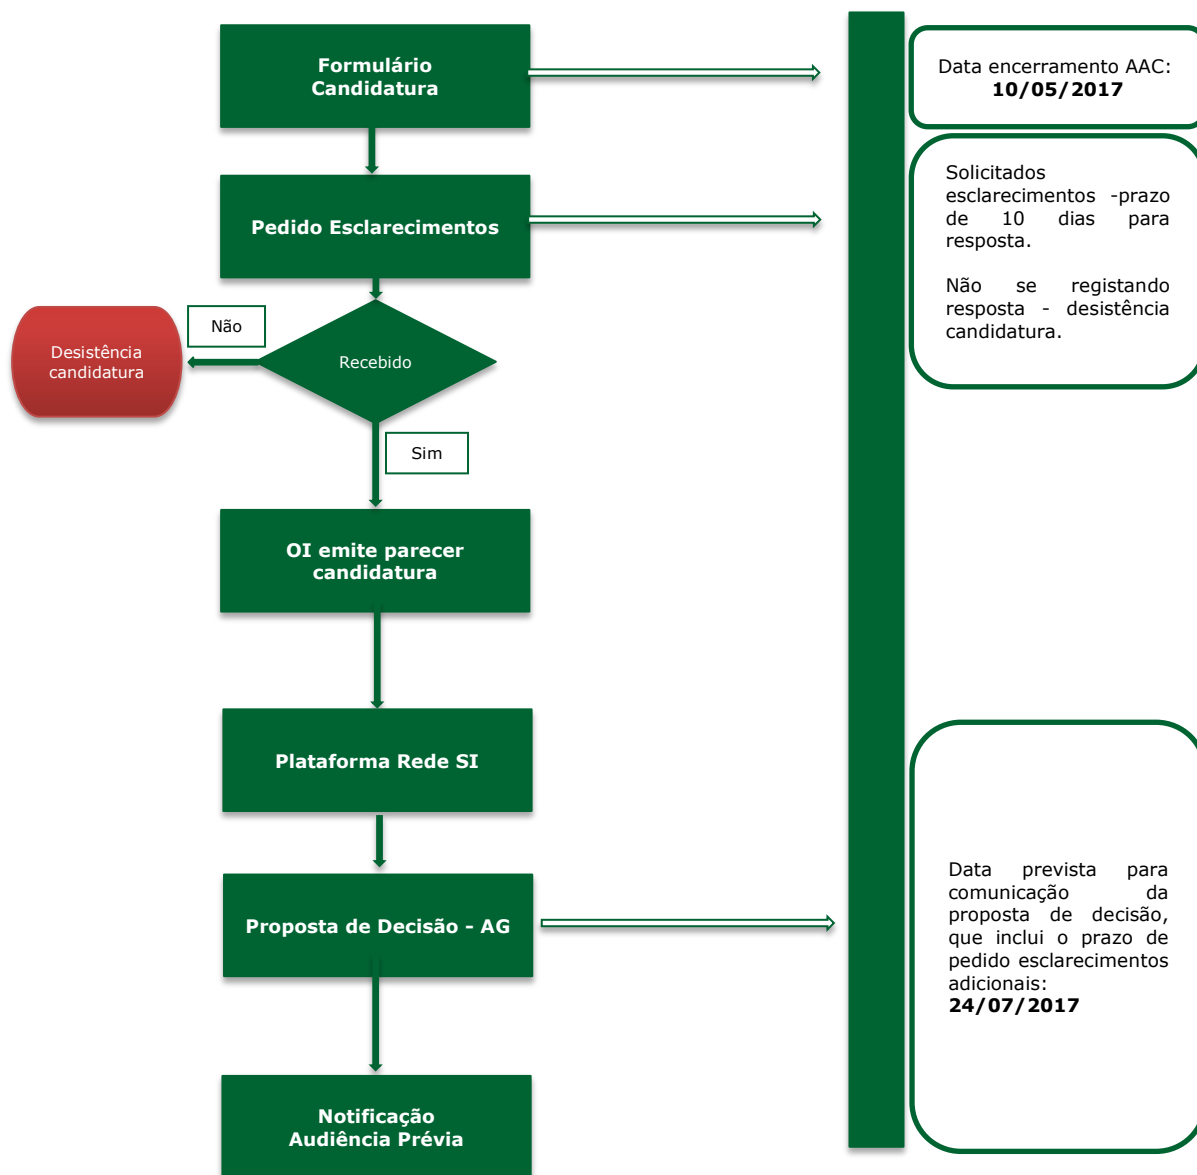 Formulário
Candidatura
Data encerramento AAC:
10/05/2017
Pedido Esclarecimentos
Solicitados
esclarecimentos -prazo
de 10 dias para
resposta.
Não se registando
resposta - desistência
candidatura.
Não
Desistência
candidatura
Recebido
Sim
OI emite parecer
candidatura
Plataforma Rede SI
Proposta de Decisão - AG
Data prevista para
comunicação da
proposta de decisão,
que inclui o prazo de
pedido esclarecimentos
adicionais:
24/07/2017
Notificação
Audiência Prévia